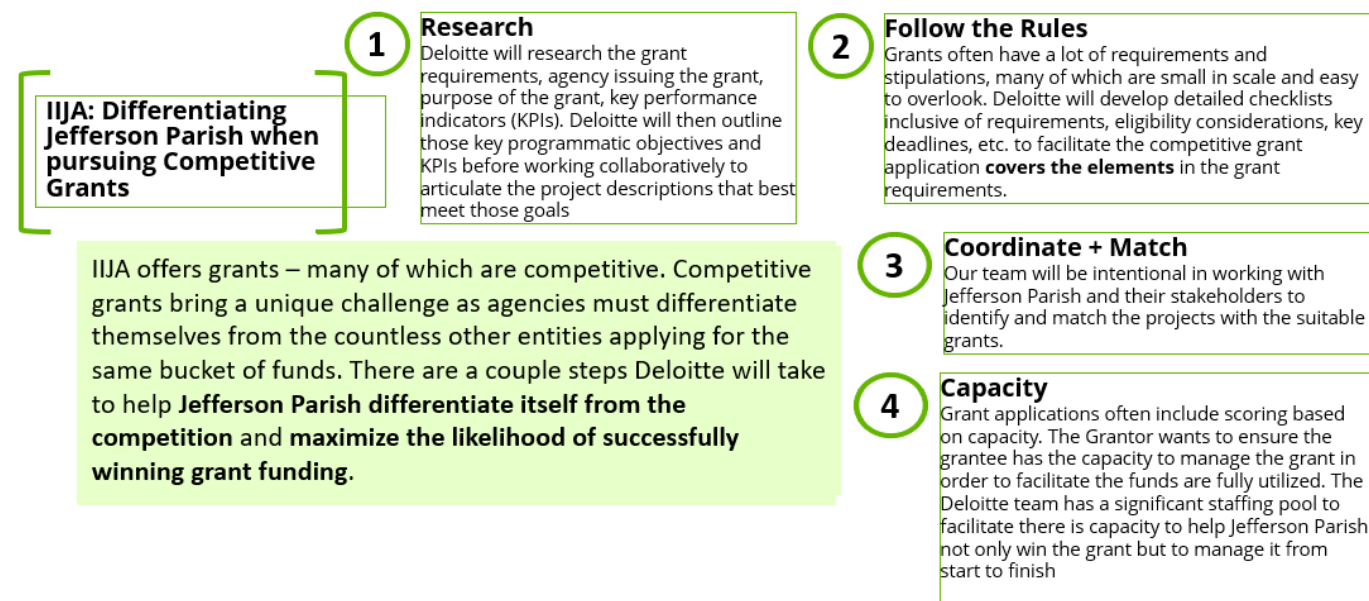 IIJA: Differentiating
Jefferson Parish when
pursuing Competitive
Grants
1
Research
Deloitte will research the grant
requirements, agency issuing the grant,
purpose of the grant, key performance
indicators (KPIs). Deloitte will then outline
those key programmatic objectives and
KPIs before working collaboratively to
articulate the project descriptions that best
meet those goals
2
Follow the Rules
Grants often have a lot of requirements and
stipulations, many of which are small in scale and easy
to overlook. Deloitte will develop detailed checklists
inclusive of requirements, eligibility considerations, key
deadlines, etc. to facilitate the competitive grant
application covers the elements in the grant
requirements.
IIJA offers grants – many of which are competitive. Competitive
grants bring a unique challenge as agencies must differentiate
themselves from the countless other entities applying for the
same bucket of funds. There are a couple steps Deloitte will take
to help Jefferson Parish differentiate itself from the
competition and maximize the likelihood of successfully
winning grant funding.
3
Coordinate + Match
Our team will be intentional in working with
Jefferson Parish and their stakeholders to
identify and match the projects with the suitable
grants.
4
Capacity
Grant applications often include scoring based
on capacity. The Grantor wants to ensure the
grantee has the capacity to manage the grant in
order to facilitate the funds are fully utilized. The
Deloitte team has a significant staffing pool to
facilitate there is capacity to help Jefferson Parish
not only win the grant but to manage it from
start to finish